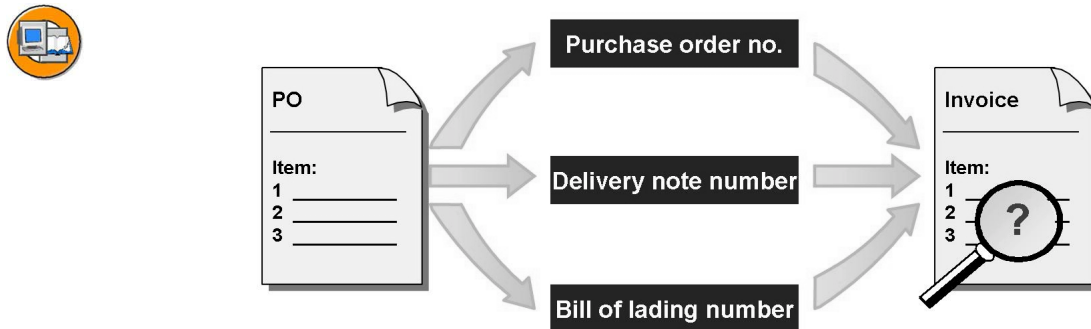 PO
Item:
1
2
3
Purchase order no.
Delivery note number
Bill of lading number
Invoice
Item:
1
2
3
?